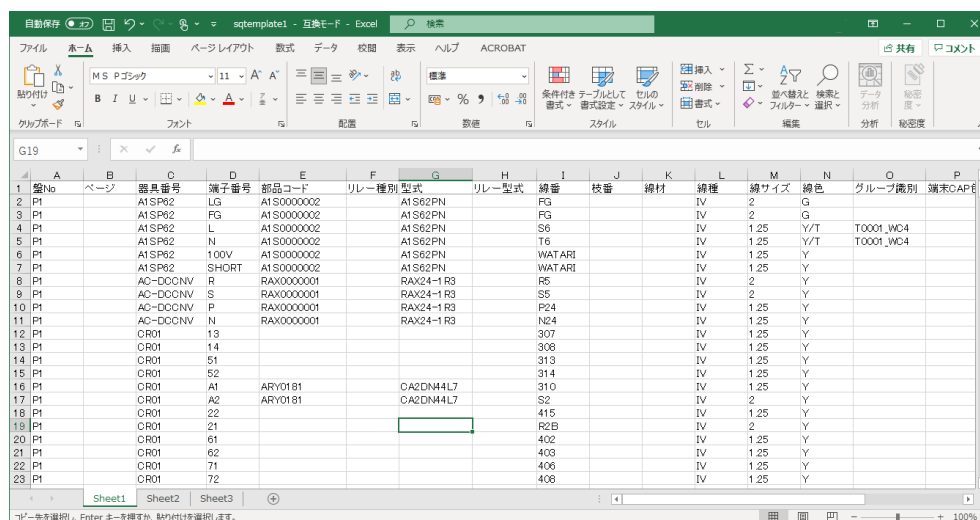 自動保存 オフ sqtemplate1 - 互換モード - Excel 検索
ファイル ホーム 挿入 描画 ページ レイアウト 数式 データ 校閲 表示 ヘルプ ACROBAT 共有 コメント
貼り付け MS Pゴシック 11 標準 条件付き書式 テーブルとして書式設定 セルのスタイル 挿入 削除 書式 並べ替えとフィルター 検索と選択 データ分析 秘密度
クリップボード フォント 配置 数値 スタイル セル 編集 分析 秘密度
G19 fx
A B C D E F G H I J K L M N O P
1 盤No ページ 器具番号 端子番号 部品コード リレー種別 型式 リレー型式 線番 枝番 線材 線種 線サイズ 線色 グループ識別
2 P1 A1SP62 LG A1S0000002 A1S62PN FG IV 2 G
3 P1 A1SP62 FG A1S0000002 A1S62PN FG IV 2 G
4 P1 A1SP62 L A1S0000002 A1S62PN S6 IV 1.25 Y/T T0001_WC4
5 P1 A1SP62 N A1S0000002 A1S62PN T6 IV 1.25 Y/T T0001_WC4
6 P1 A1SP62 100V A1S0000002 A1S62PN WATARI IV 1.25 Y
7 P1 A1SP62 SHORT A1S0000002 A1S62PN WATARI IV 1.25 Y
8 P1 AC-DCCNV R RAX0000001 RAX24-1R3 R5 IV 2 Y
9 P1 AC-DCCNV S RAX0000001 RAX24-1R3 S5 IV 2 Y
10 P1 AC-DCCNV P RAX0000001 RAX24-1R3 P24 IV 1.25 Y
11 P1 AC-DCCNV N RAX0000001 RAX24-1R3 N24 IV 1.25 Y
12 P1 CR01 13 307 IV 1.25 Y
13 P1 CR01 14 308 IV 1.25 Y
14 P1 CR01 51 313 IV 1.25 Y
15 P1 CR01 52 314 IV 1.25 Y
16 P1 CR01 A1 ARY0181 CA2DN44L7 310 IV 1.25 Y
17 P1 CR01 A2 ARY0181 CA2DN44L7 S2 IV 2 Y
18 P1 CR01 22 415 IV 1.25 Y
19 P1 CR01 21 R2B IV 2 Y
20 P1 CR01 61 402 IV 1.25 Y
21 P1 CR01 62 403 IV 1.25 Y
22 P1 CR01 71 406 IV 1.25 Y
23 P1 CR01 72 408 IV 1.25 Y
Sheet1 Sheet2 Sheet3
コピー先を選択し、Enter キーを押すか、貼り付けを選択します。 100%